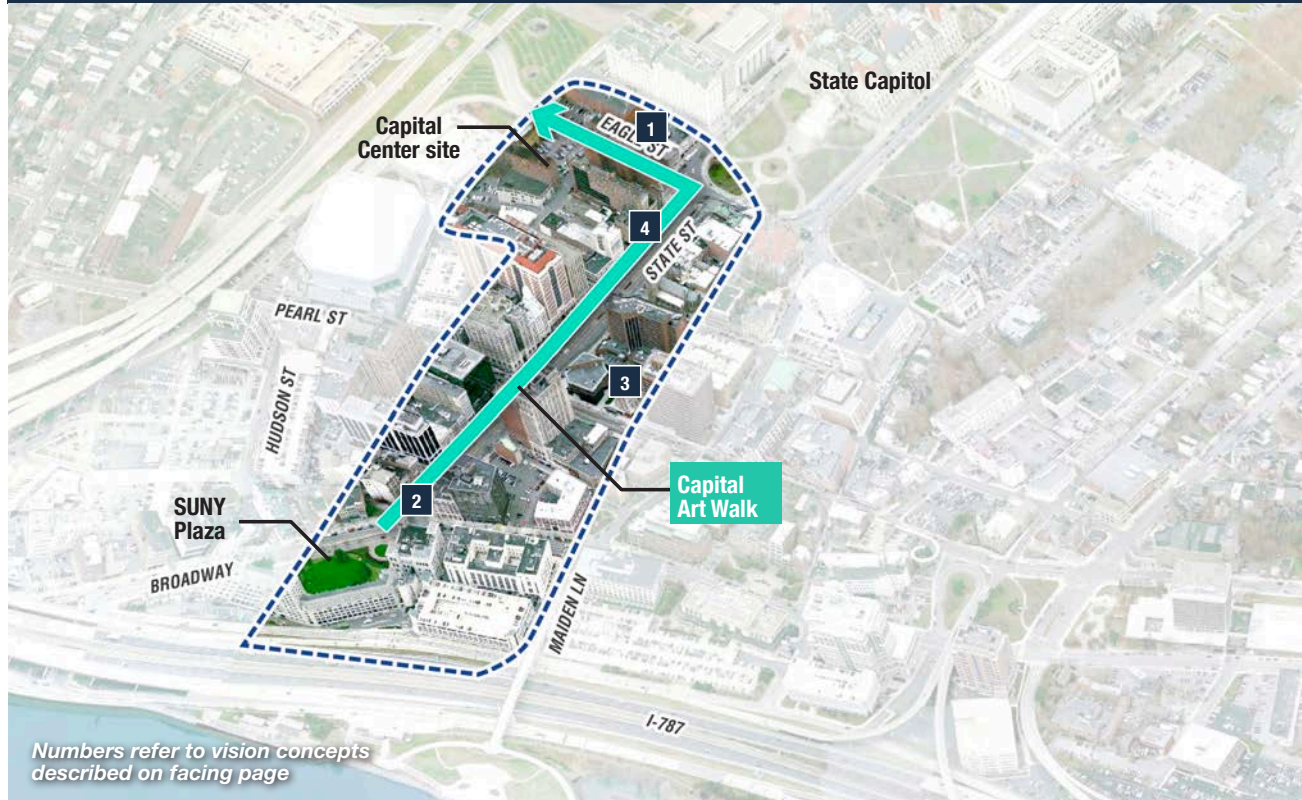 State Capitol
Capital
Center site
EAGLE ST
1
4
STATE ST
PEARL ST
HUDSON ST
3
Capital
Art Walk
2
SUNY
Plaza
BROADWAY
MAIDEN LN
I-787
Numbers refer to vision concepts
described on facing page